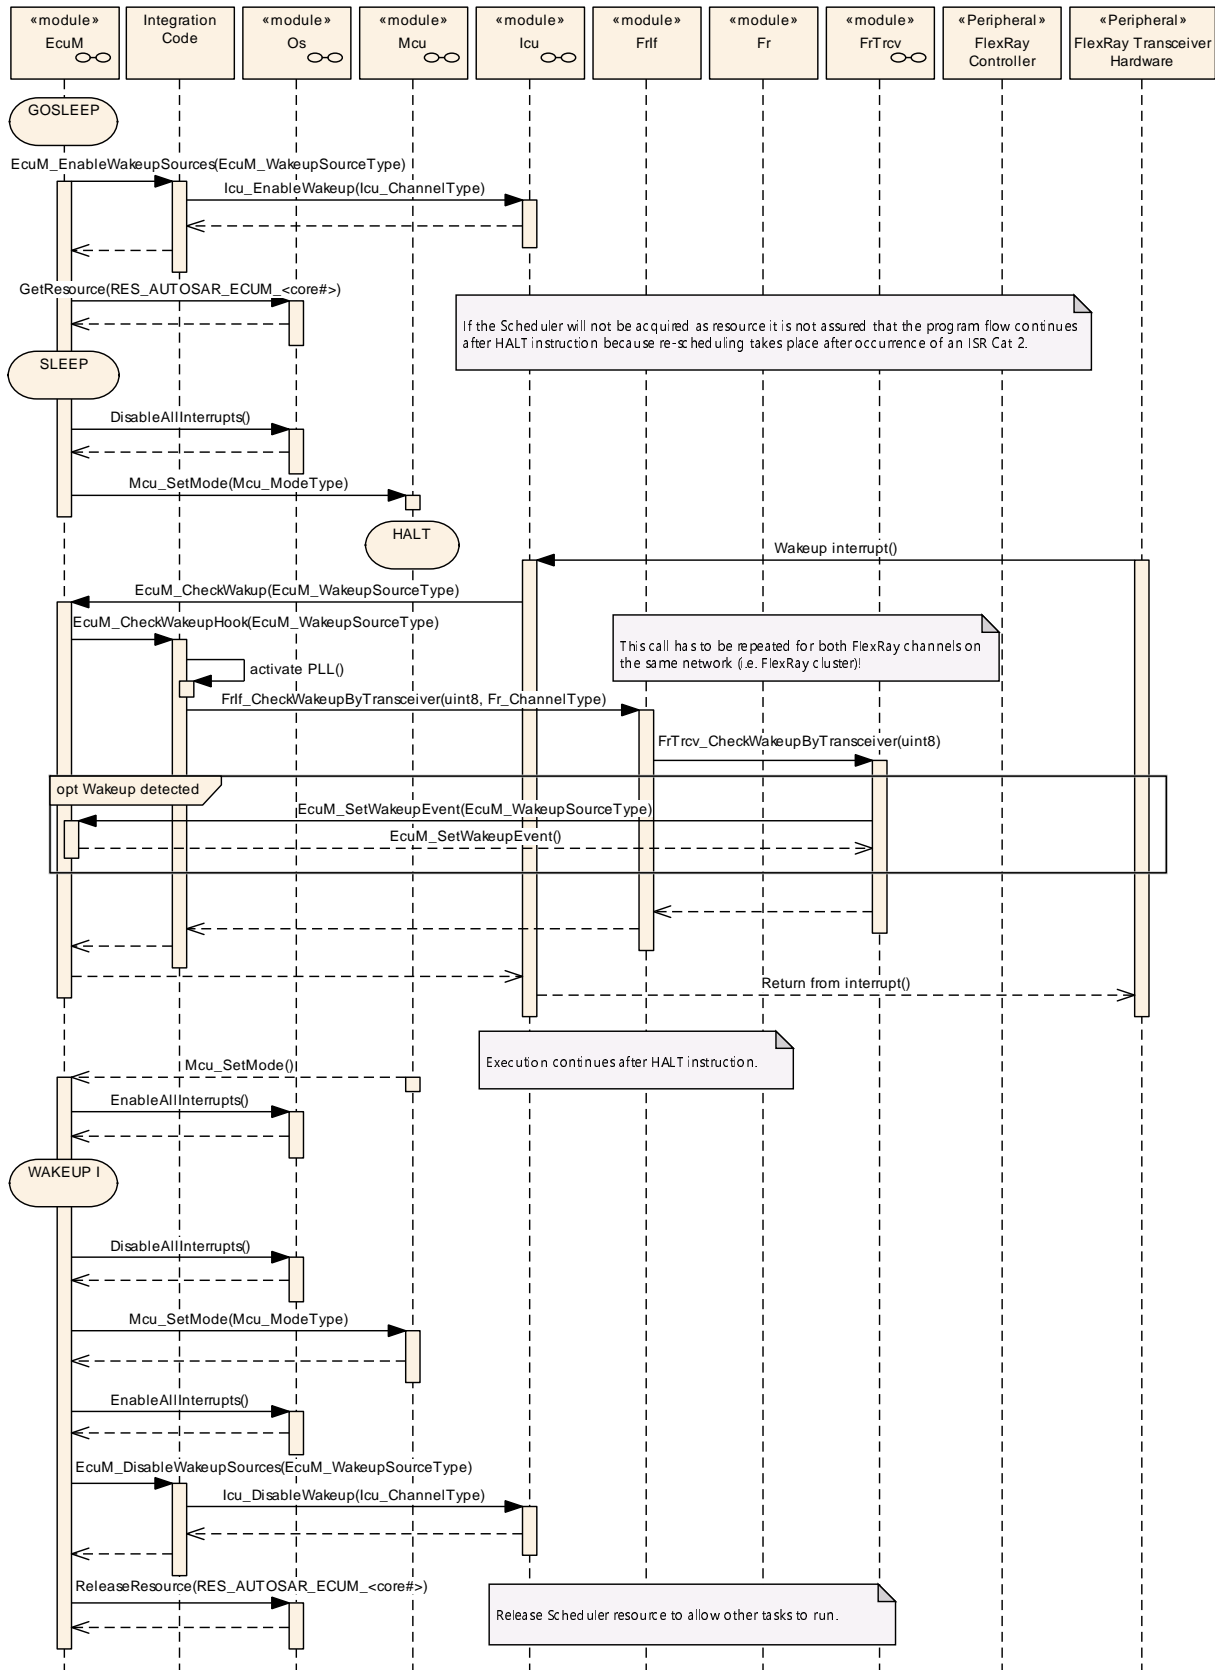 «module»
EcuM
Integration
Code
«module»
Os
«module»
Mcu
«module»
Icu
«module»
FrIf
«module»
Fr
«module»
FrTrcv
«Peripheral»
FlexRay
Controller
«Peripheral»
FlexRay Transceiver
Hardware
GOSLEEP
EcuM_EnableWakeupSources(EcuM_WakeupSourceType)
Icu_EnableWakeup(Icu_ChannelType)
GetResource(RES_AUTOSAR_ECUM_<core#>)
If the Scheduler will not be acquired as resource it is not assured that the program flow continues
after HALT instruction because re-scheduling takes place after occurrence of an ISR Cat 2.
SLEEP
DisableAllInterrupts()
Mcu_SetMode(Mcu_ModeType)
HALT
Wakeup interrupt()
EcuM_CheckWakup(EcuM_WakeupSourceType)
EcuM_CheckWakeupHook(EcuM_WakeupSourceType)
This call has to be repeated for both FlexRay channels on
the same network (i.e. FlexRay cluster)!
activate PLL()
FrIf_CheckWakeupByTransceiver(uint8, Fr_ChannelType)
FrTrcv_CheckWakeupByTransceiver(uint8)
opt Wakeup detected
EcuM_SetWakeupEvent(EcuM_WakeupSourceType)
EcuM_SetWakeupEvent()
Return from interrupt()
Execution continues after HALT instruction.
Mcu_SetMode()
EnableAllInterrupts()
WAKEUP I
DisableAllInterrupts()
Mcu_SetMode(Mcu_ModeType)
EnableAllInterrupts()
EcuM_DisableWakeupSources(EcuM_WakeupSourceType)
Icu_DisableWakeup(Icu_ChannelType)
ReleaseResource(RES_AUTOSAR_ECUM_<core#>)
Release Scheduler resource to allow other tasks to run.